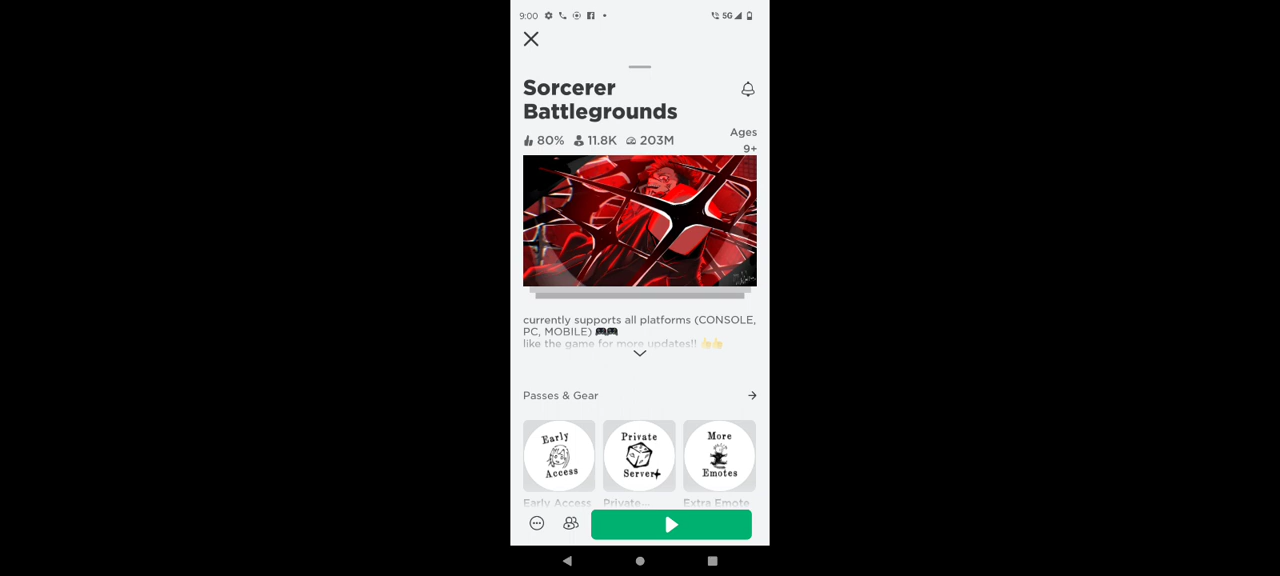 9:00
5G
Sorcerer
Battlegrounds
80% 11.8K 203M
Ages
9+
currently supports all platforms (CONSOLE,
PC, MOBILE) 🎮🎮
like the game for more updates!! 👍👍
Passes & Gear
Early
Access
Private
Server+
More
Emotes
Early Access
Private...
Extra Emote